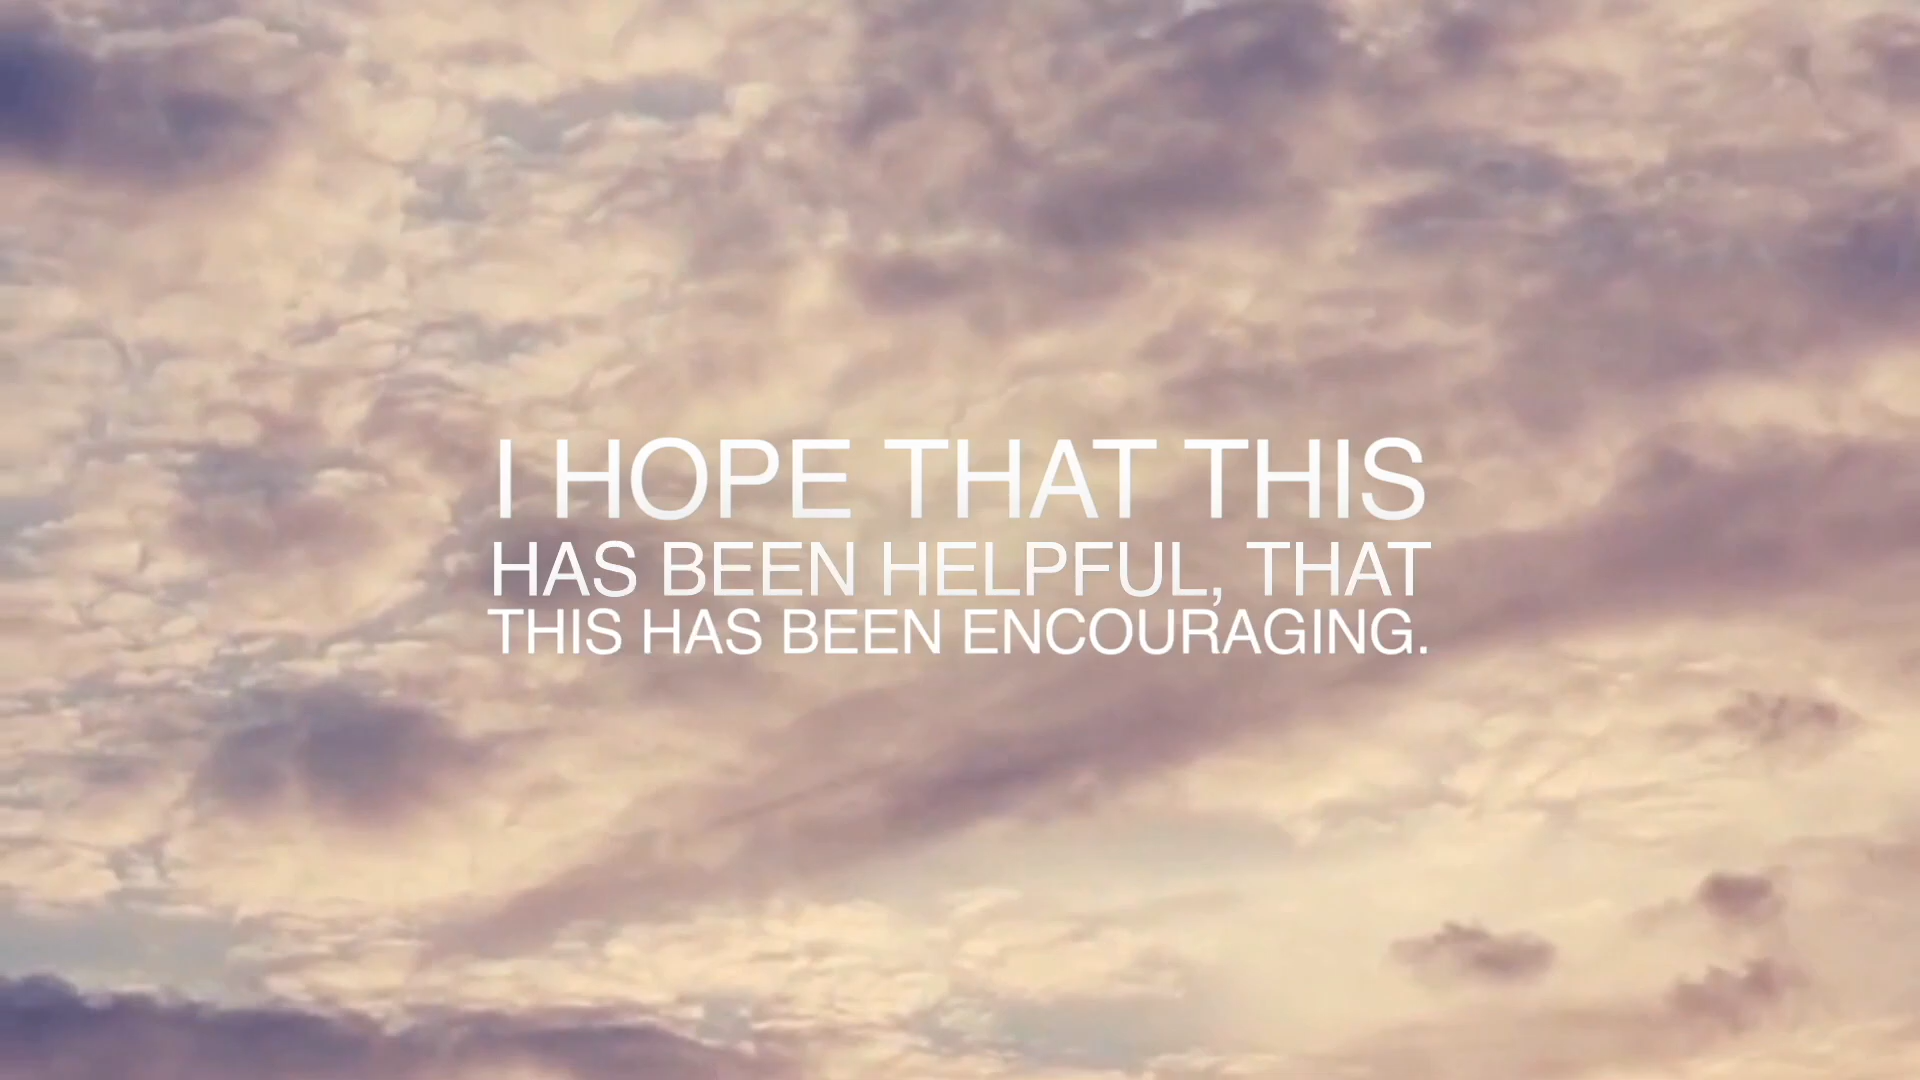 I HOPE THAT THIS
HAS BEEN HELPFUL, THAT
THIS HAS BEEN ENCOURAGING.